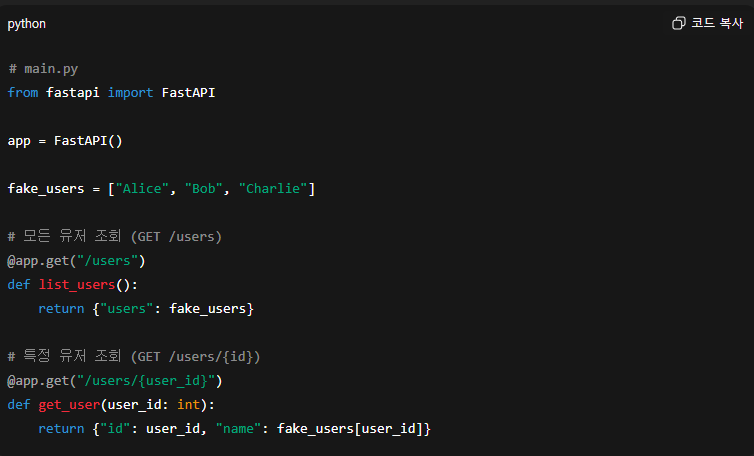 python
코드 복사
# main.py
from fastapi import FastAPI
app = FastAPI()
fake_users = ["Alice", "Bob", "Charlie"]
# 모든 유저 조회 (GET /users)
@app.get("/users")
def list_users():
    return {"users": fake_users}
# 특정 유저 조회 (GET /users/{id})
@app.get("/users/{user_id}")
def get_user(user_id: int):
    return {"id": user_id, "name": fake_users[user_id]}